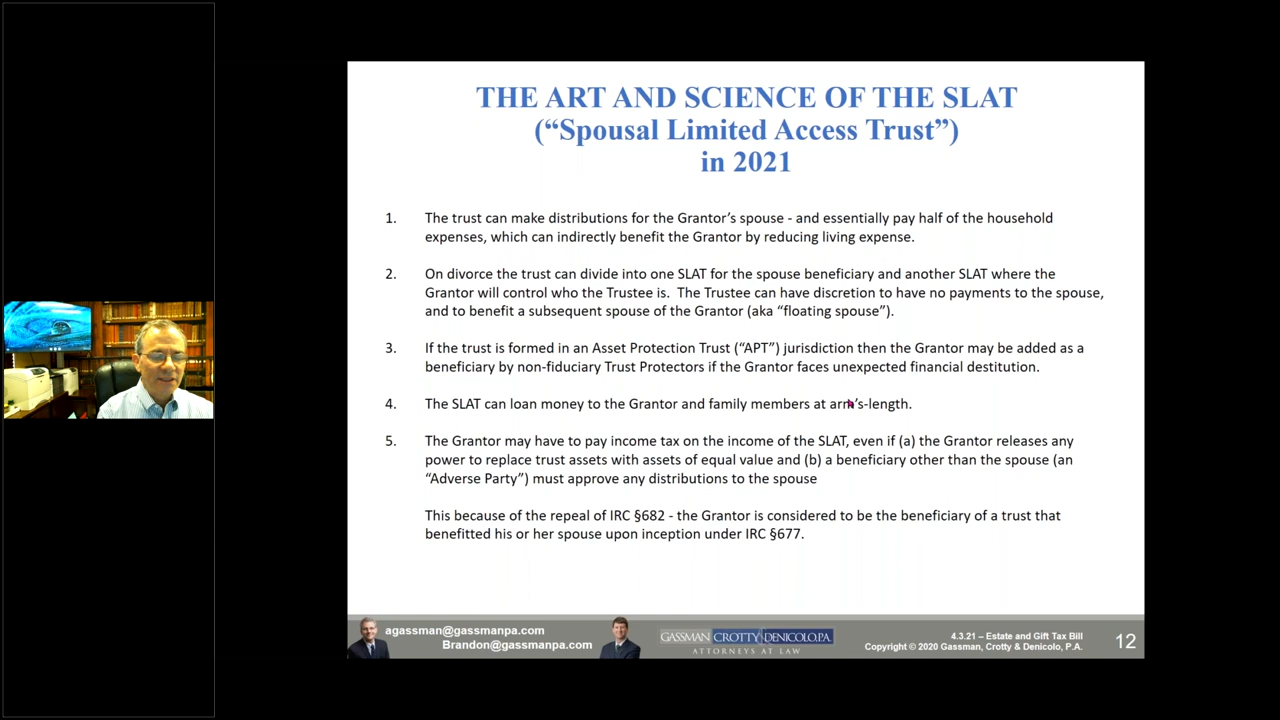 THE ART AND SCIENCE OF THE SLAT
(“Spousal Limited Access Trust”)
in 2021
1. The trust can make distributions for the Grantor’s spouse - and essentially pay half of the household
expenses, which can indirectly benefit the Grantor by reducing living expense.
2. On divorce the trust can divide into one SLAT for the spouse beneficiary and another SLAT where the
Grantor will control who the Trustee is. The Trustee can have discretion to have no payments to the spouse,
and to benefit a subsequent spouse of the Grantor (aka “floating spouse”).
3. If the trust is formed in an Asset Protection Trust (“APT”) jurisdiction then the Grantor may be added as a
beneficiary by non-fiduciary Trust Protectors if the Grantor faces unexpected financial destitution.
4. The SLAT can loan money to the Grantor and family members at arm’s-length.
5. The Grantor may have to pay income tax on the income of the SLAT, even if (a) the Grantor releases any
power to replace trust assets with assets of equal value and (b) a beneficiary other than the spouse (an
“Adverse Party”) must approve any distributions to the spouse
This because of the repeal of IRC §682 - the Grantor is considered to be the beneficiary of a trust that
benefitted his or her spouse upon inception under IRC §677.
agassman@gassmanpa.com
Brandon@gassmanpa.com
GASSMAN CROTTY DENICOLO, P.A.
ATTORNEYS AT LAW
4.3.21 – Estate and Gift Tax Bill
Copyright © 2020 Gassman, Crotty & Denicolo, P.A.
12